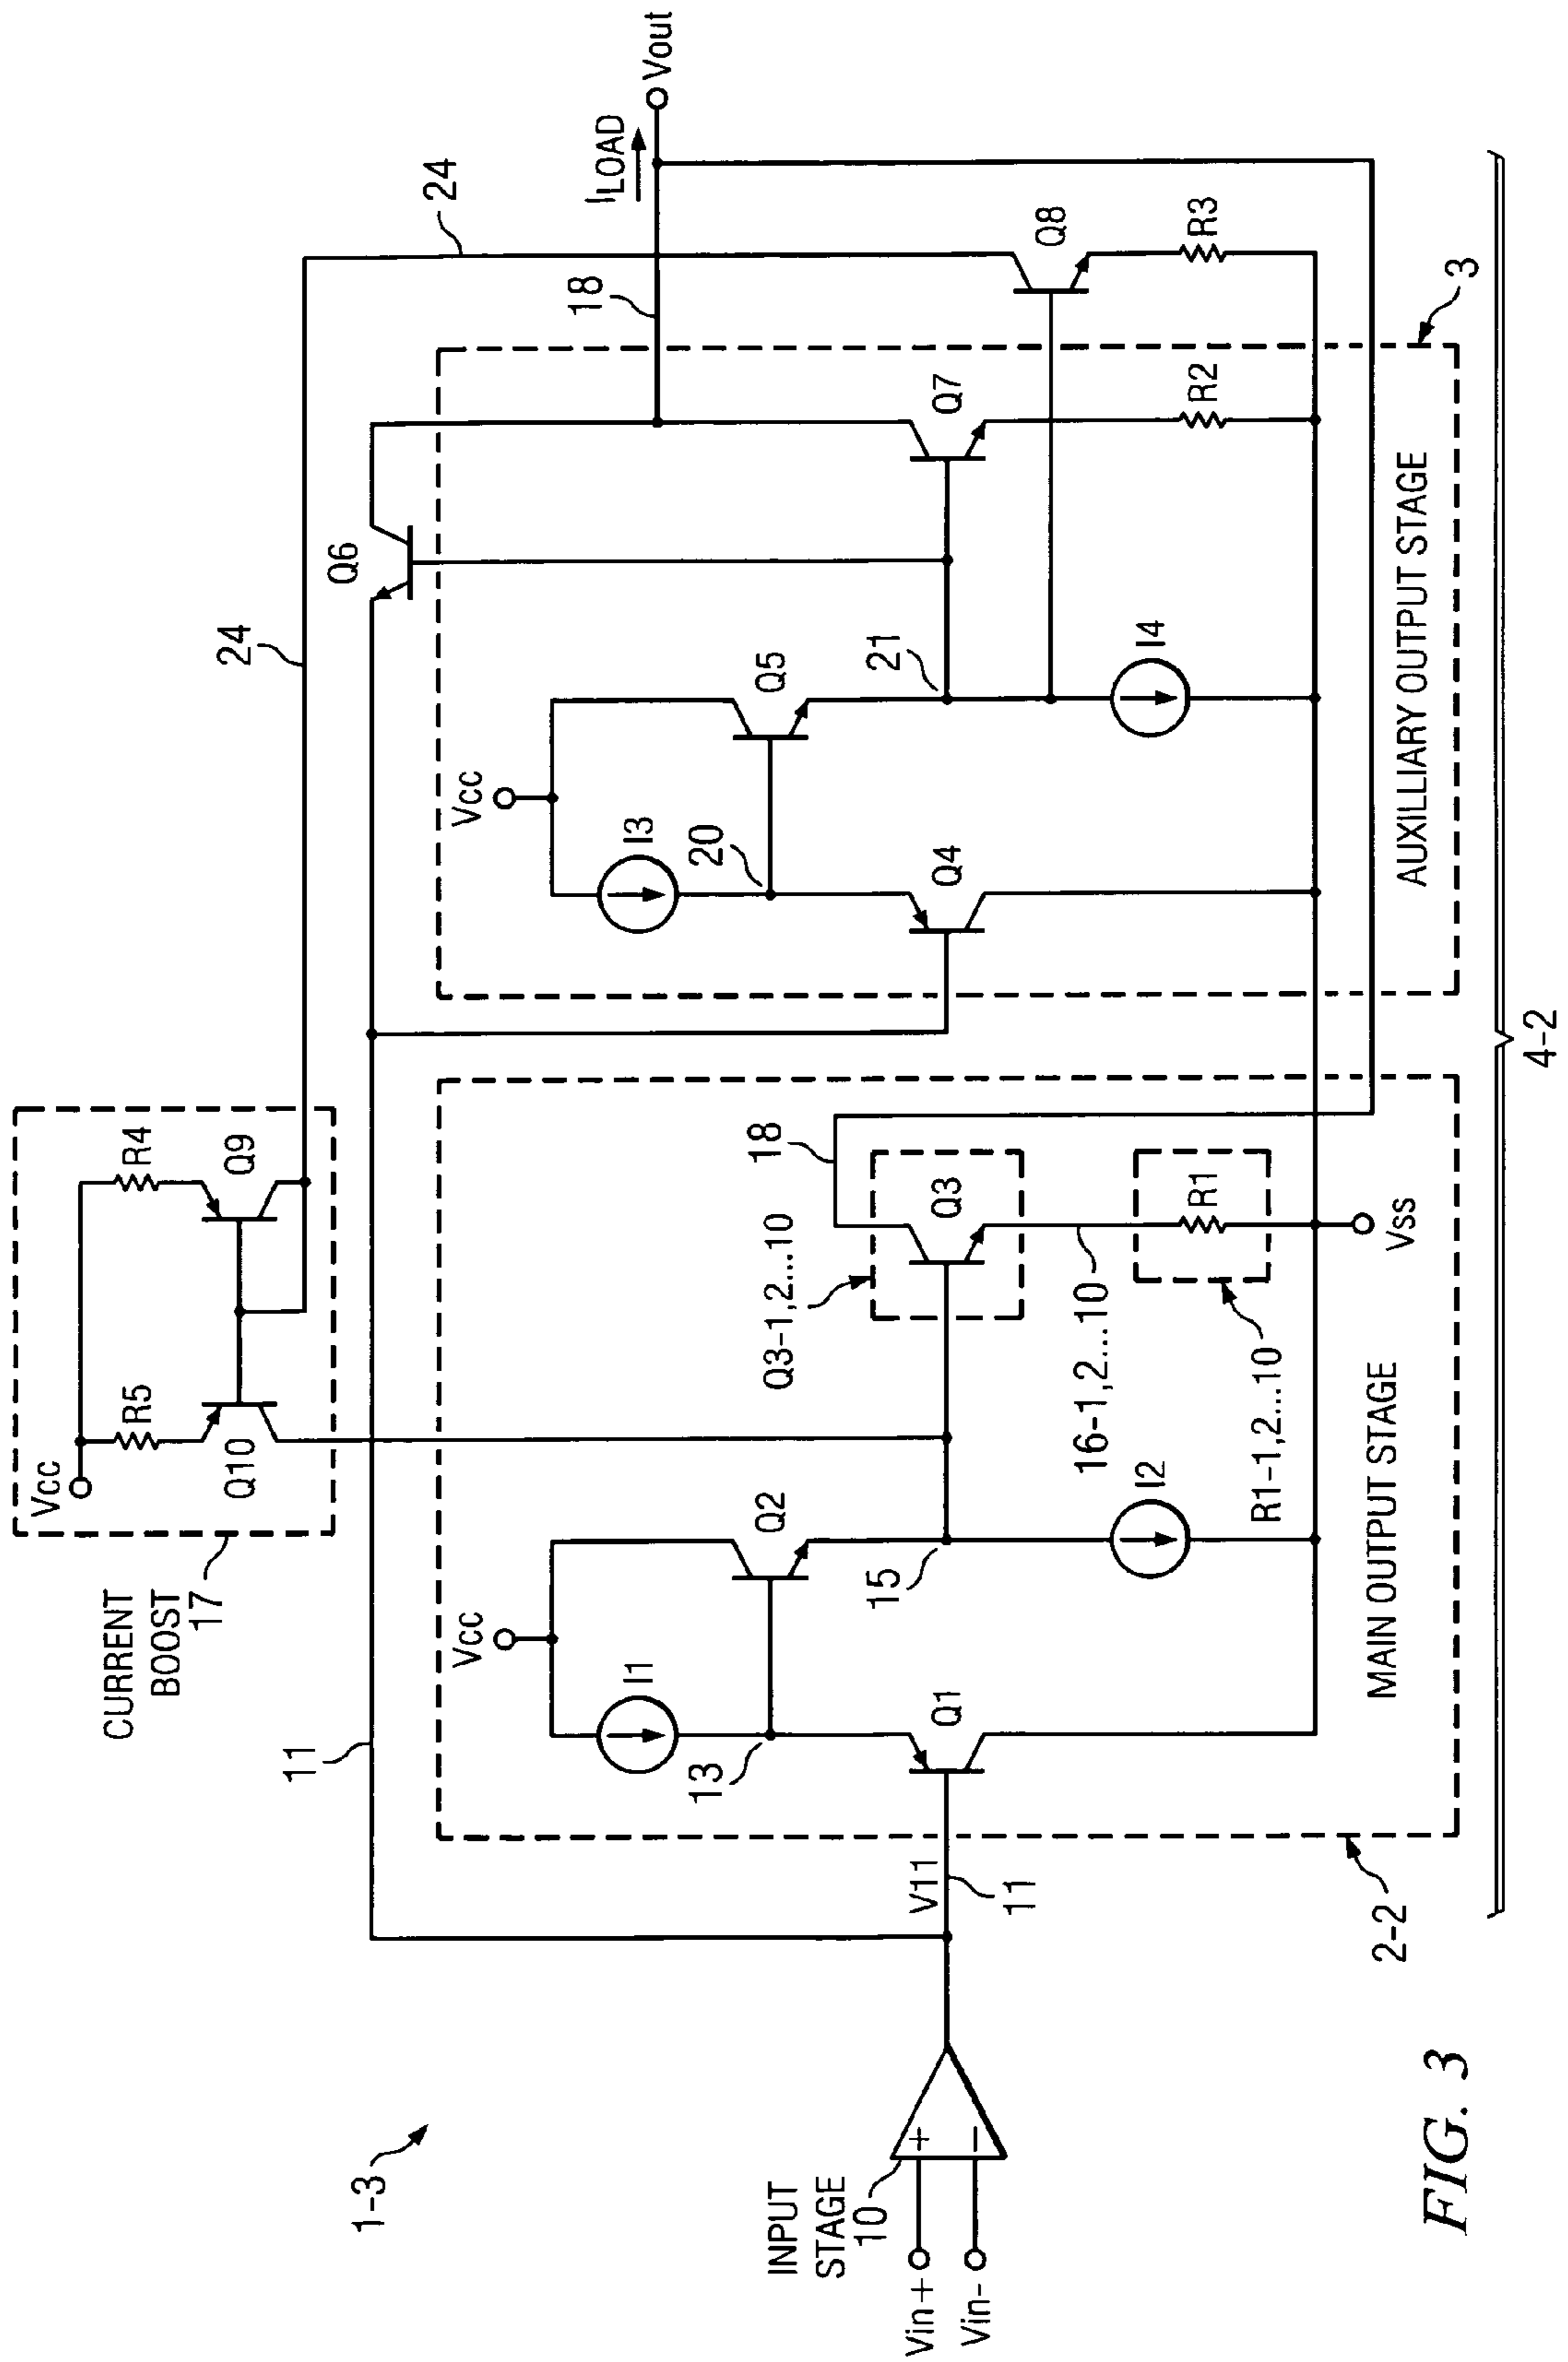 1-3
CURRENT
BOOST
17
Vcc
R5
R4
Q10
Q9
24
24
11
Q6
ILOAD
Vout
18
INPUT
STAGE
10
Vin+
Vin-
+
−
V11
11
Vcc
I1
13
Q1
Q2
15
I2
18
Q3
Q3-1,2...10
16-1,2...10
R1
R1-1,2...10
Vss
MAIN OUTPUT STAGE
2-2
Vcc
I3
20
Q4
Q5
21
I4
Q7
R2
Q8
R3
AUXILLIARY OUTPUT STAGE
3
4-2
FIG. 3